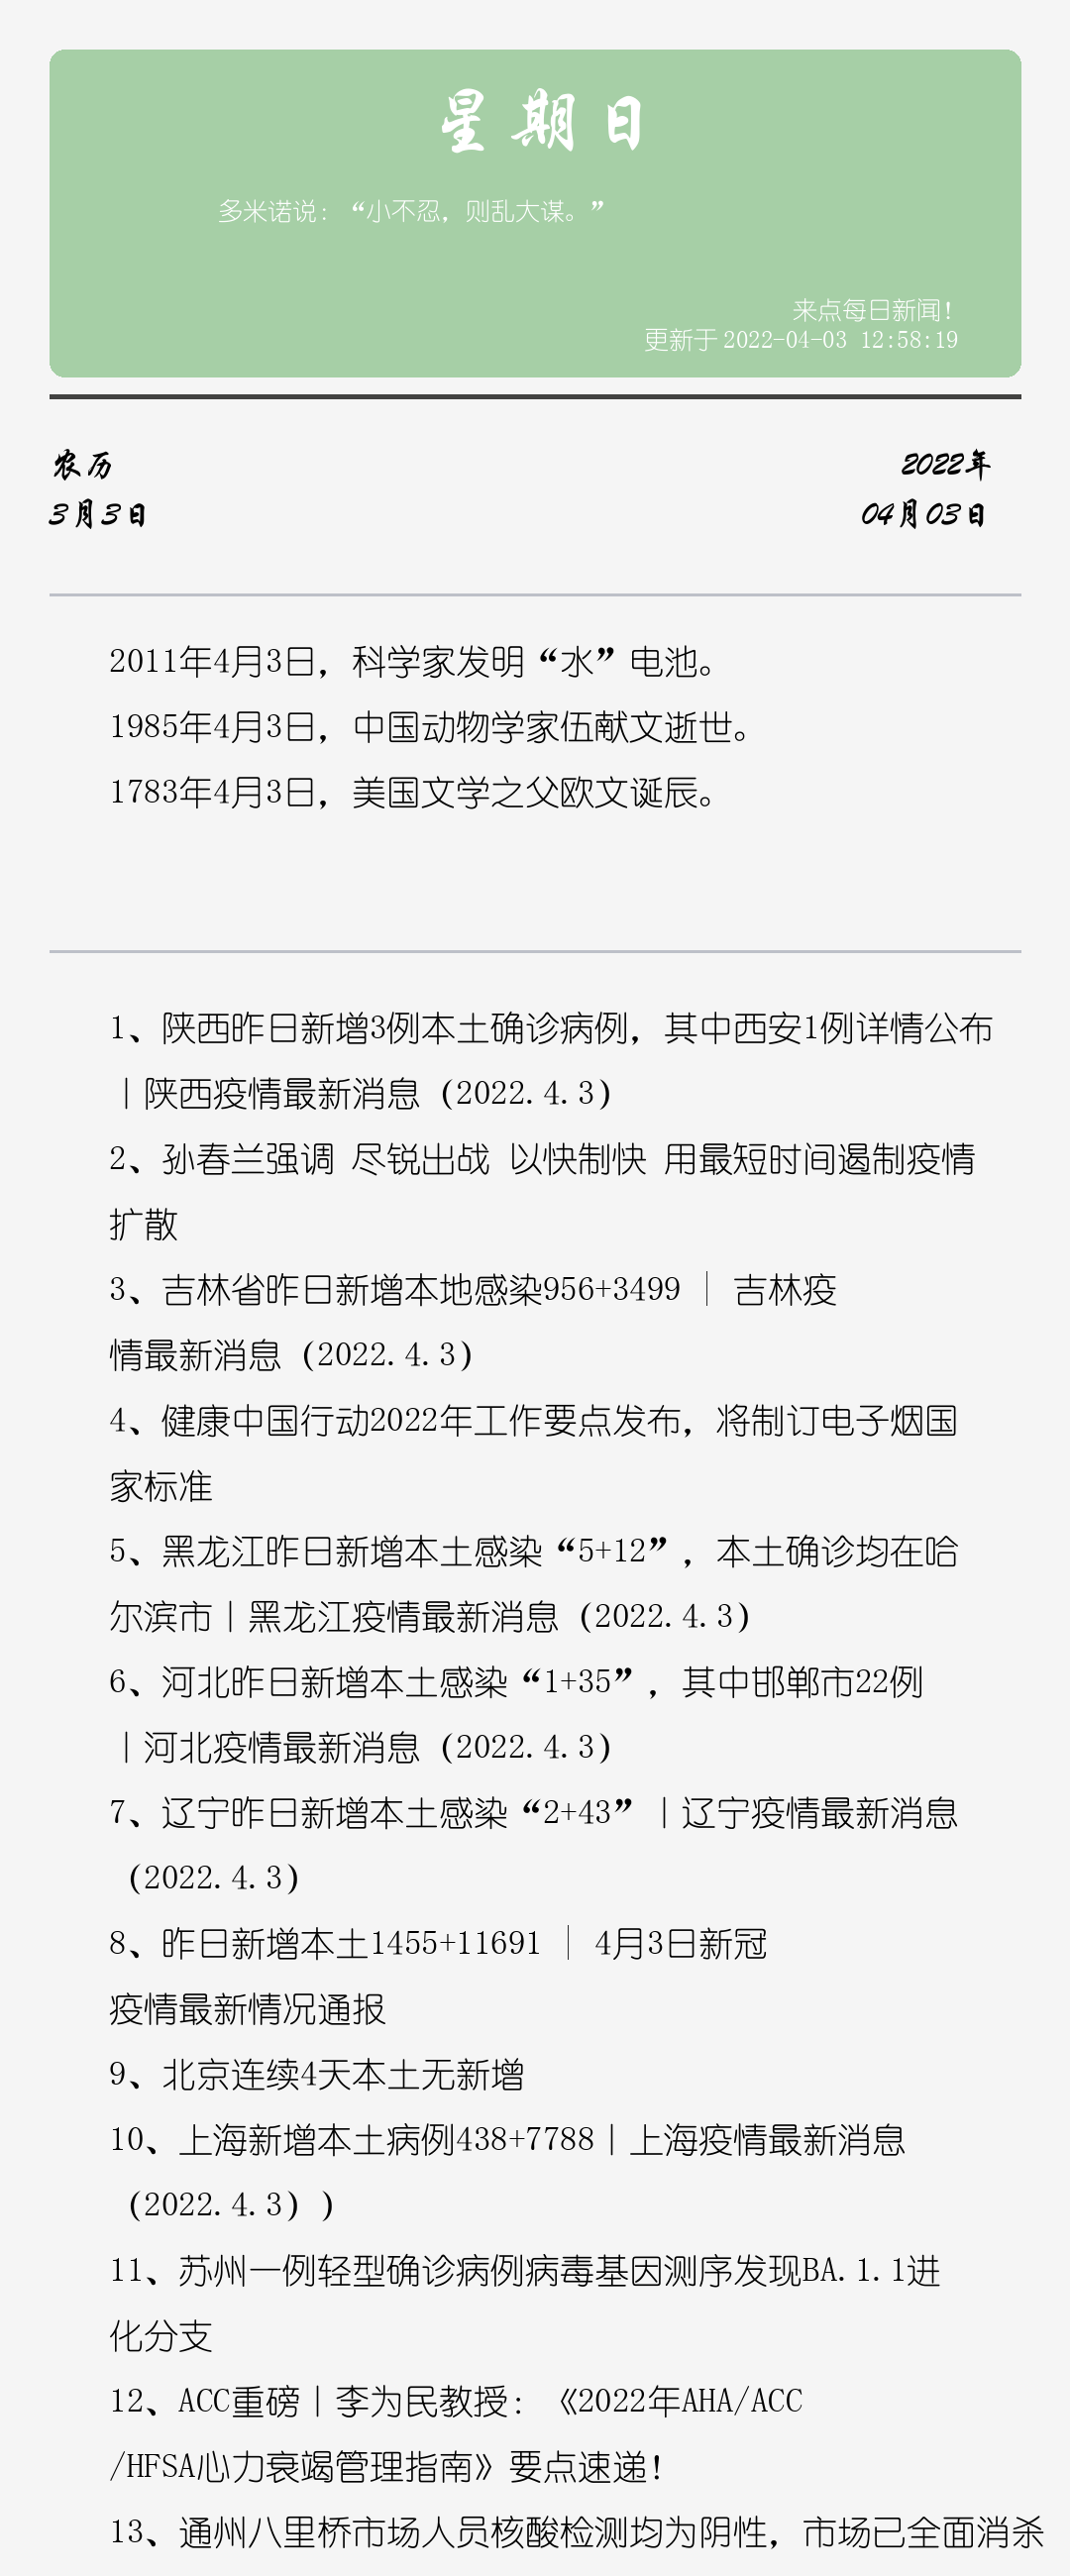 星期日
多米诺说：“小不忍，则乱大谋。”
来点每日新闻！
更新于 2022-04-03 12:58:19
农历
2022年
3月3日
04月03日
2011年4月3日，科学家发明“水”电池。
1985年4月3日，中国动物学家伍献文逝世。
1783年4月3日，美国文学之父欧文诞辰。
1、陕西昨日新增3例本土确诊病例，其中西安1例详情公布
丨陕西疫情最新消息（2022.4.3）
2、孙春兰强调 尽锐出战 以快制快 用最短时间遏制疫情
扩散
3、吉林省昨日新增本地感染956+3499 │ 吉林疫
情最新消息（2022.4.3）
4、健康中国行动2022年工作要点发布，将制订电子烟国
家标准
5、黑龙江昨日新增本土感染“5+12”，本土确诊均在哈
尔滨市丨黑龙江疫情最新消息（2022.4.3）
6、河北昨日新增本土感染“1+35”，其中邯郸市22例
丨河北疫情最新消息（2022.4.3）
7、辽宁昨日新增本土感染“2+43”丨辽宁疫情最新消息
（2022.4.3）
8、昨日新增本土1455+11691 │ 4月3日新冠
疫情最新情况通报
9、北京连续4天本土无新增
10、上海新增本土病例438+7788丨上海疫情最新消息
（2022.4.3））
11、苏州一例轻型确诊病例病毒基因测序发现BA.1.1进
化分支
12、ACC重磅丨李为民教授：《2022年AHA/ACC
/HFSA心力衰竭管理指南》要点速递！
13、通州八里桥市场人员核酸检测均为阴性，市场已全面消杀